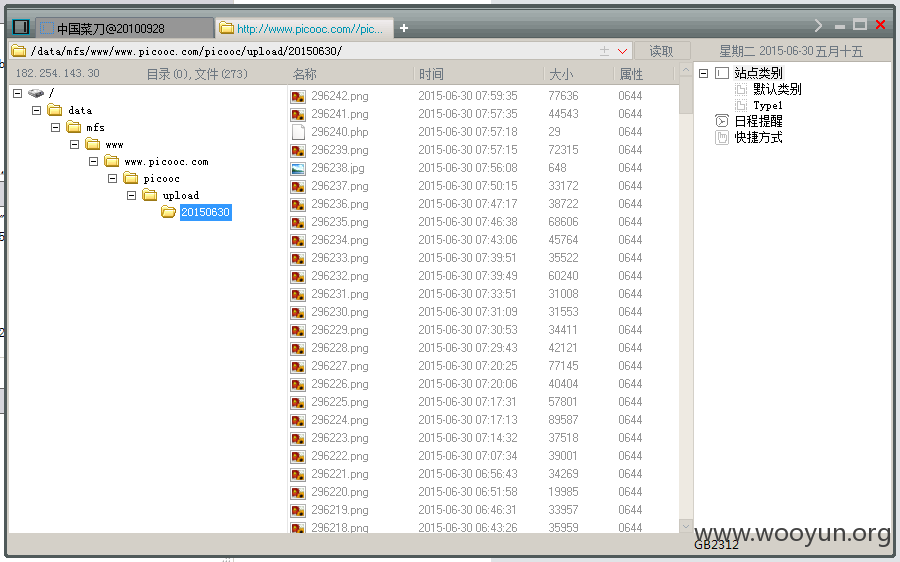 中国菜刀@20100928 http://www.picooc.com//pic... +
/data/mfs/www/www.picooc.com/picooc/upload/20150630/ 读取 星期二 2015-06-30 五月十五
182.254.143.30 目录(0),文件(273) 名称 时间 大小 属性
/
data
mfs
www
www.picooc.com
picooc
upload
20150630
296242.png 2015-06-30 07:59:35 77636 0644
296241.png 2015-06-30 07:57:35 44543 0644
296240.php 2015-06-30 07:57:18 29 0644
296239.png 2015-06-30 07:57:15 72315 0644
296238.jpg 2015-06-30 07:56:08 648 0644
296237.png 2015-06-30 07:50:15 33172 0644
296236.png 2015-06-30 07:47:17 38722 0644
296235.png 2015-06-30 07:46:38 68606 0644
296234.png 2015-06-30 07:43:06 45764 0644
296233.png 2015-06-30 07:39:51 35522 0644
296232.png 2015-06-30 07:39:49 60240 0644
296231.png 2015-06-30 07:33:51 31008 0644
296230.png 2015-06-30 07:31:09 31553 0644
296229.png 2015-06-30 07:30:53 34411 0644
296228.png 2015-06-30 07:29:43 42121 0644
296227.png 2015-06-30 07:20:25 77145 0644
296226.png 2015-06-30 07:20:06 40404 0644
296225.png 2015-06-30 07:17:31 57801 0644
296224.png 2015-06-30 07:17:13 89587 0644
296223.png 2015-06-30 07:14:32 37518 0644
296222.png 2015-06-30 07:07:34 39001 0644
296221.png 2015-06-30 06:56:43 34269 0644
296220.png 2015-06-30 06:51:58 19985 0644
296219.png 2015-06-30 06:46:31 33957 0644
296218.png 2015-06-30 06:43:26 35959 0644
站点类别
默认类别
Type1
日程提醒
快捷方式
www.wooyun.org
GB2312